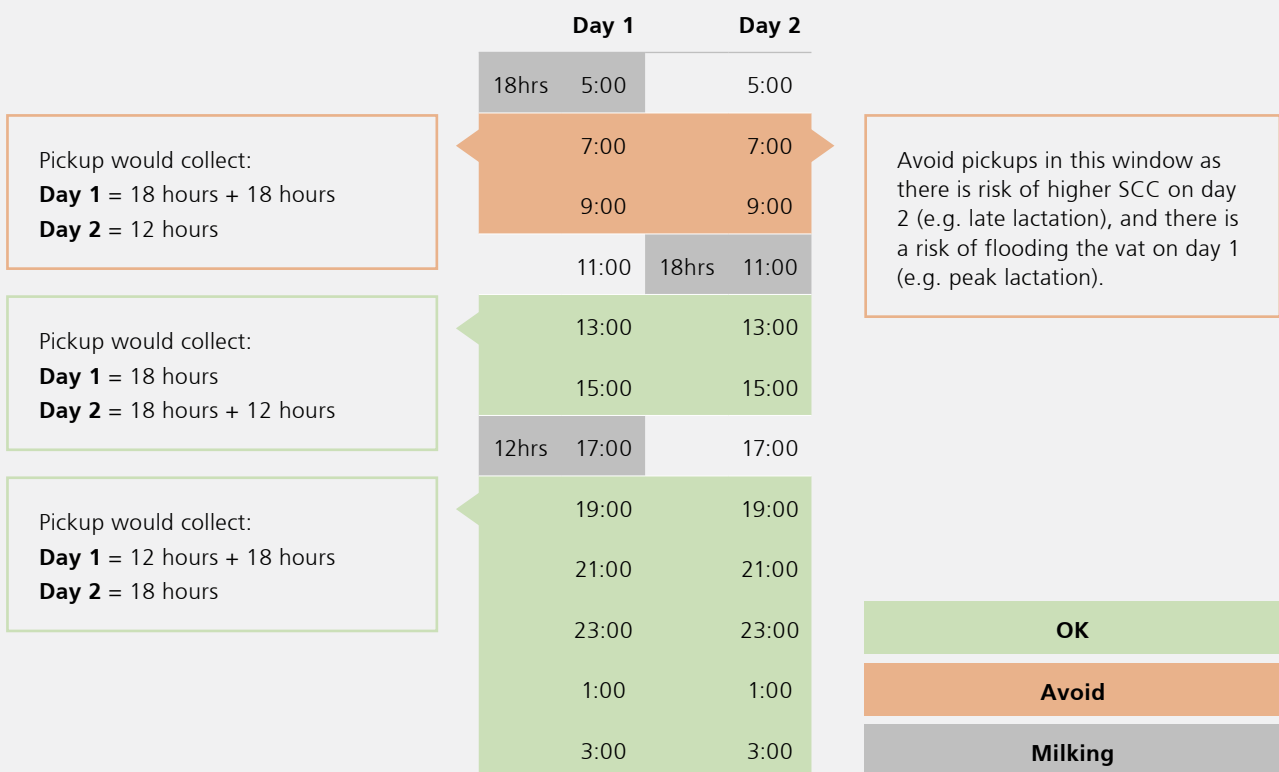 Day 1 Day 2
18hrs 5:00 5:00
7:00 7:00
9:00 9:00
11:00 18hrs 11:00
13:00 13:00
15:00 15:00
12hrs 17:00 17:00
19:00 19:00
21:00 21:00
23:00 23:00
1:00 1:00
3:00 3:00
Pickup would collect:
Day 1 = 18 hours + 18 hours
Day 2 = 12 hours
Pickup would collect:
Day 1 = 18 hours
Day 2 = 18 hours + 12 hours
Pickup would collect:
Day 1 = 12 hours + 18 hours
Day 2 = 18 hours
Avoid pickups in this window as
there is risk of higher SCC on day
2 (e.g. late lactation), and there is
a risk of flooding the vat on day 1
(e.g. peak lactation).
OK
Avoid
Milking